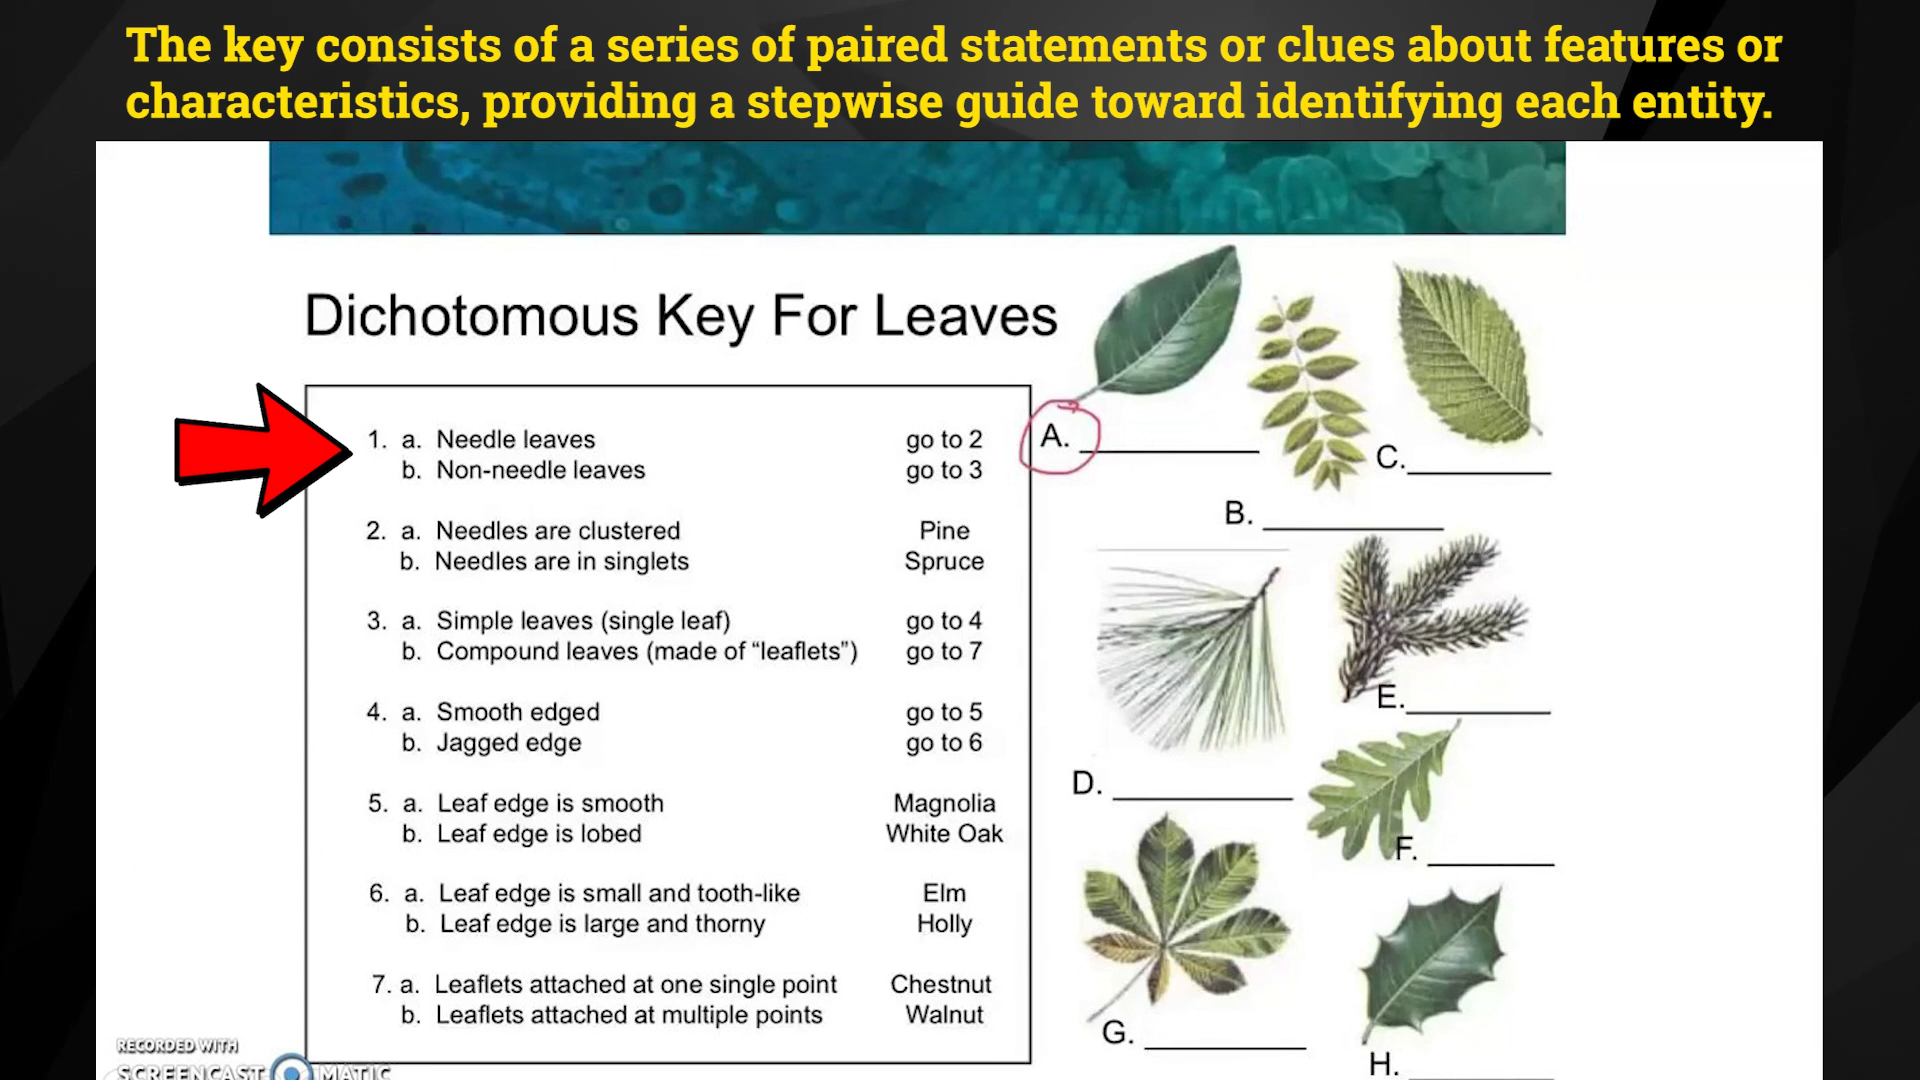 The key consists of a series of paired statements or clues about features or
characteristics, providing a stepwise guide toward identifying each entity.
Dichotomous Key For Leaves
1. a. Needle leaves go to 2
b. Non-needle leaves go to 3
2. a. Needles are clustered Pine
b. Needles are in singlets Spruce
3. a. Simple leaves (single leaf) go to 4
b. Compound leaves (made of “leaflets”) go to 7
4. a. Smooth edged go to 5
b. Jagged edge go to 6
5. a. Leaf edge is smooth Magnolia
b. Leaf edge is lobed White Oak
6. a. Leaf edge is small and tooth-like Elm
b. Leaf edge is large and thorny Holly
7. a. Leaflets attached at one single point Chestnut
b. Leaflets attached at multiple points Walnut
A.
B.
C.
D.
E.
F.
G.
H.
RECORDED WITH
SCREENCAST MATIC